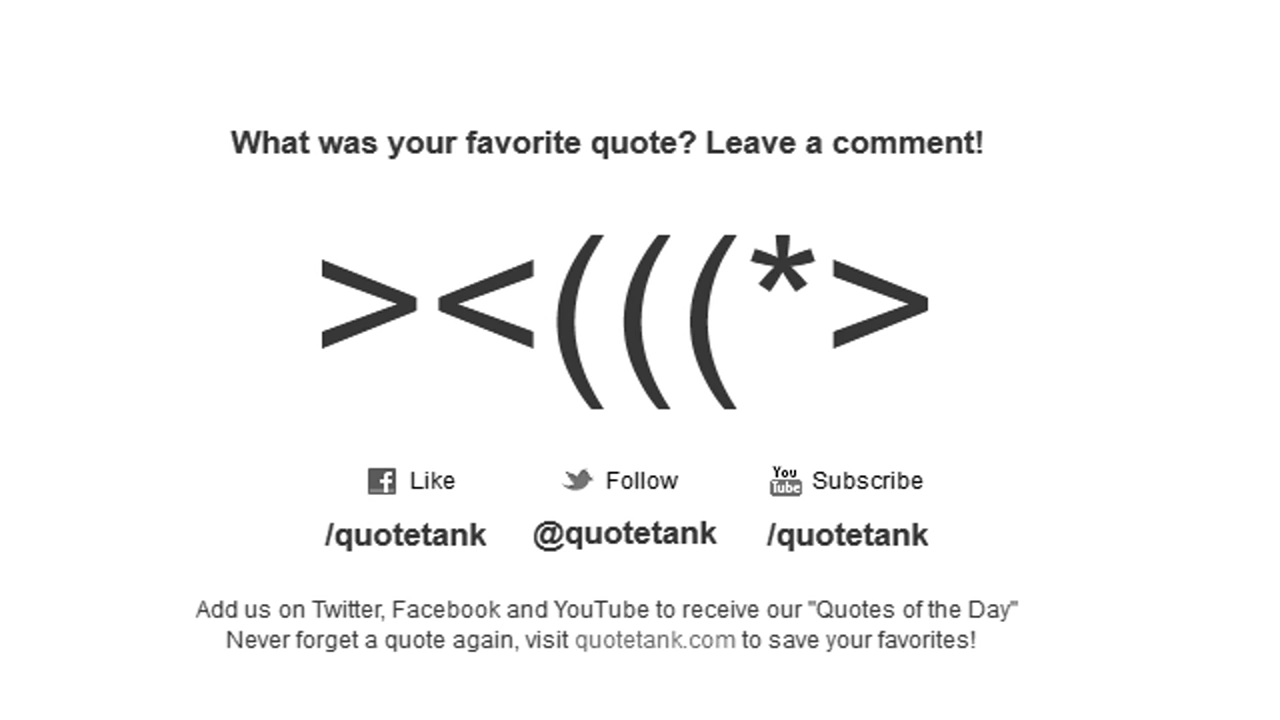 What was your favorite quote? Leave a comment!
><(((*>
Like Follow You Tube Subscribe
/quotetank @quotetank /quotetank
Add us on Twitter, Facebook and YouTube to receive our "Quotes of the Day"
Never forget a quote again, visit quotetank.com to save your favorites!